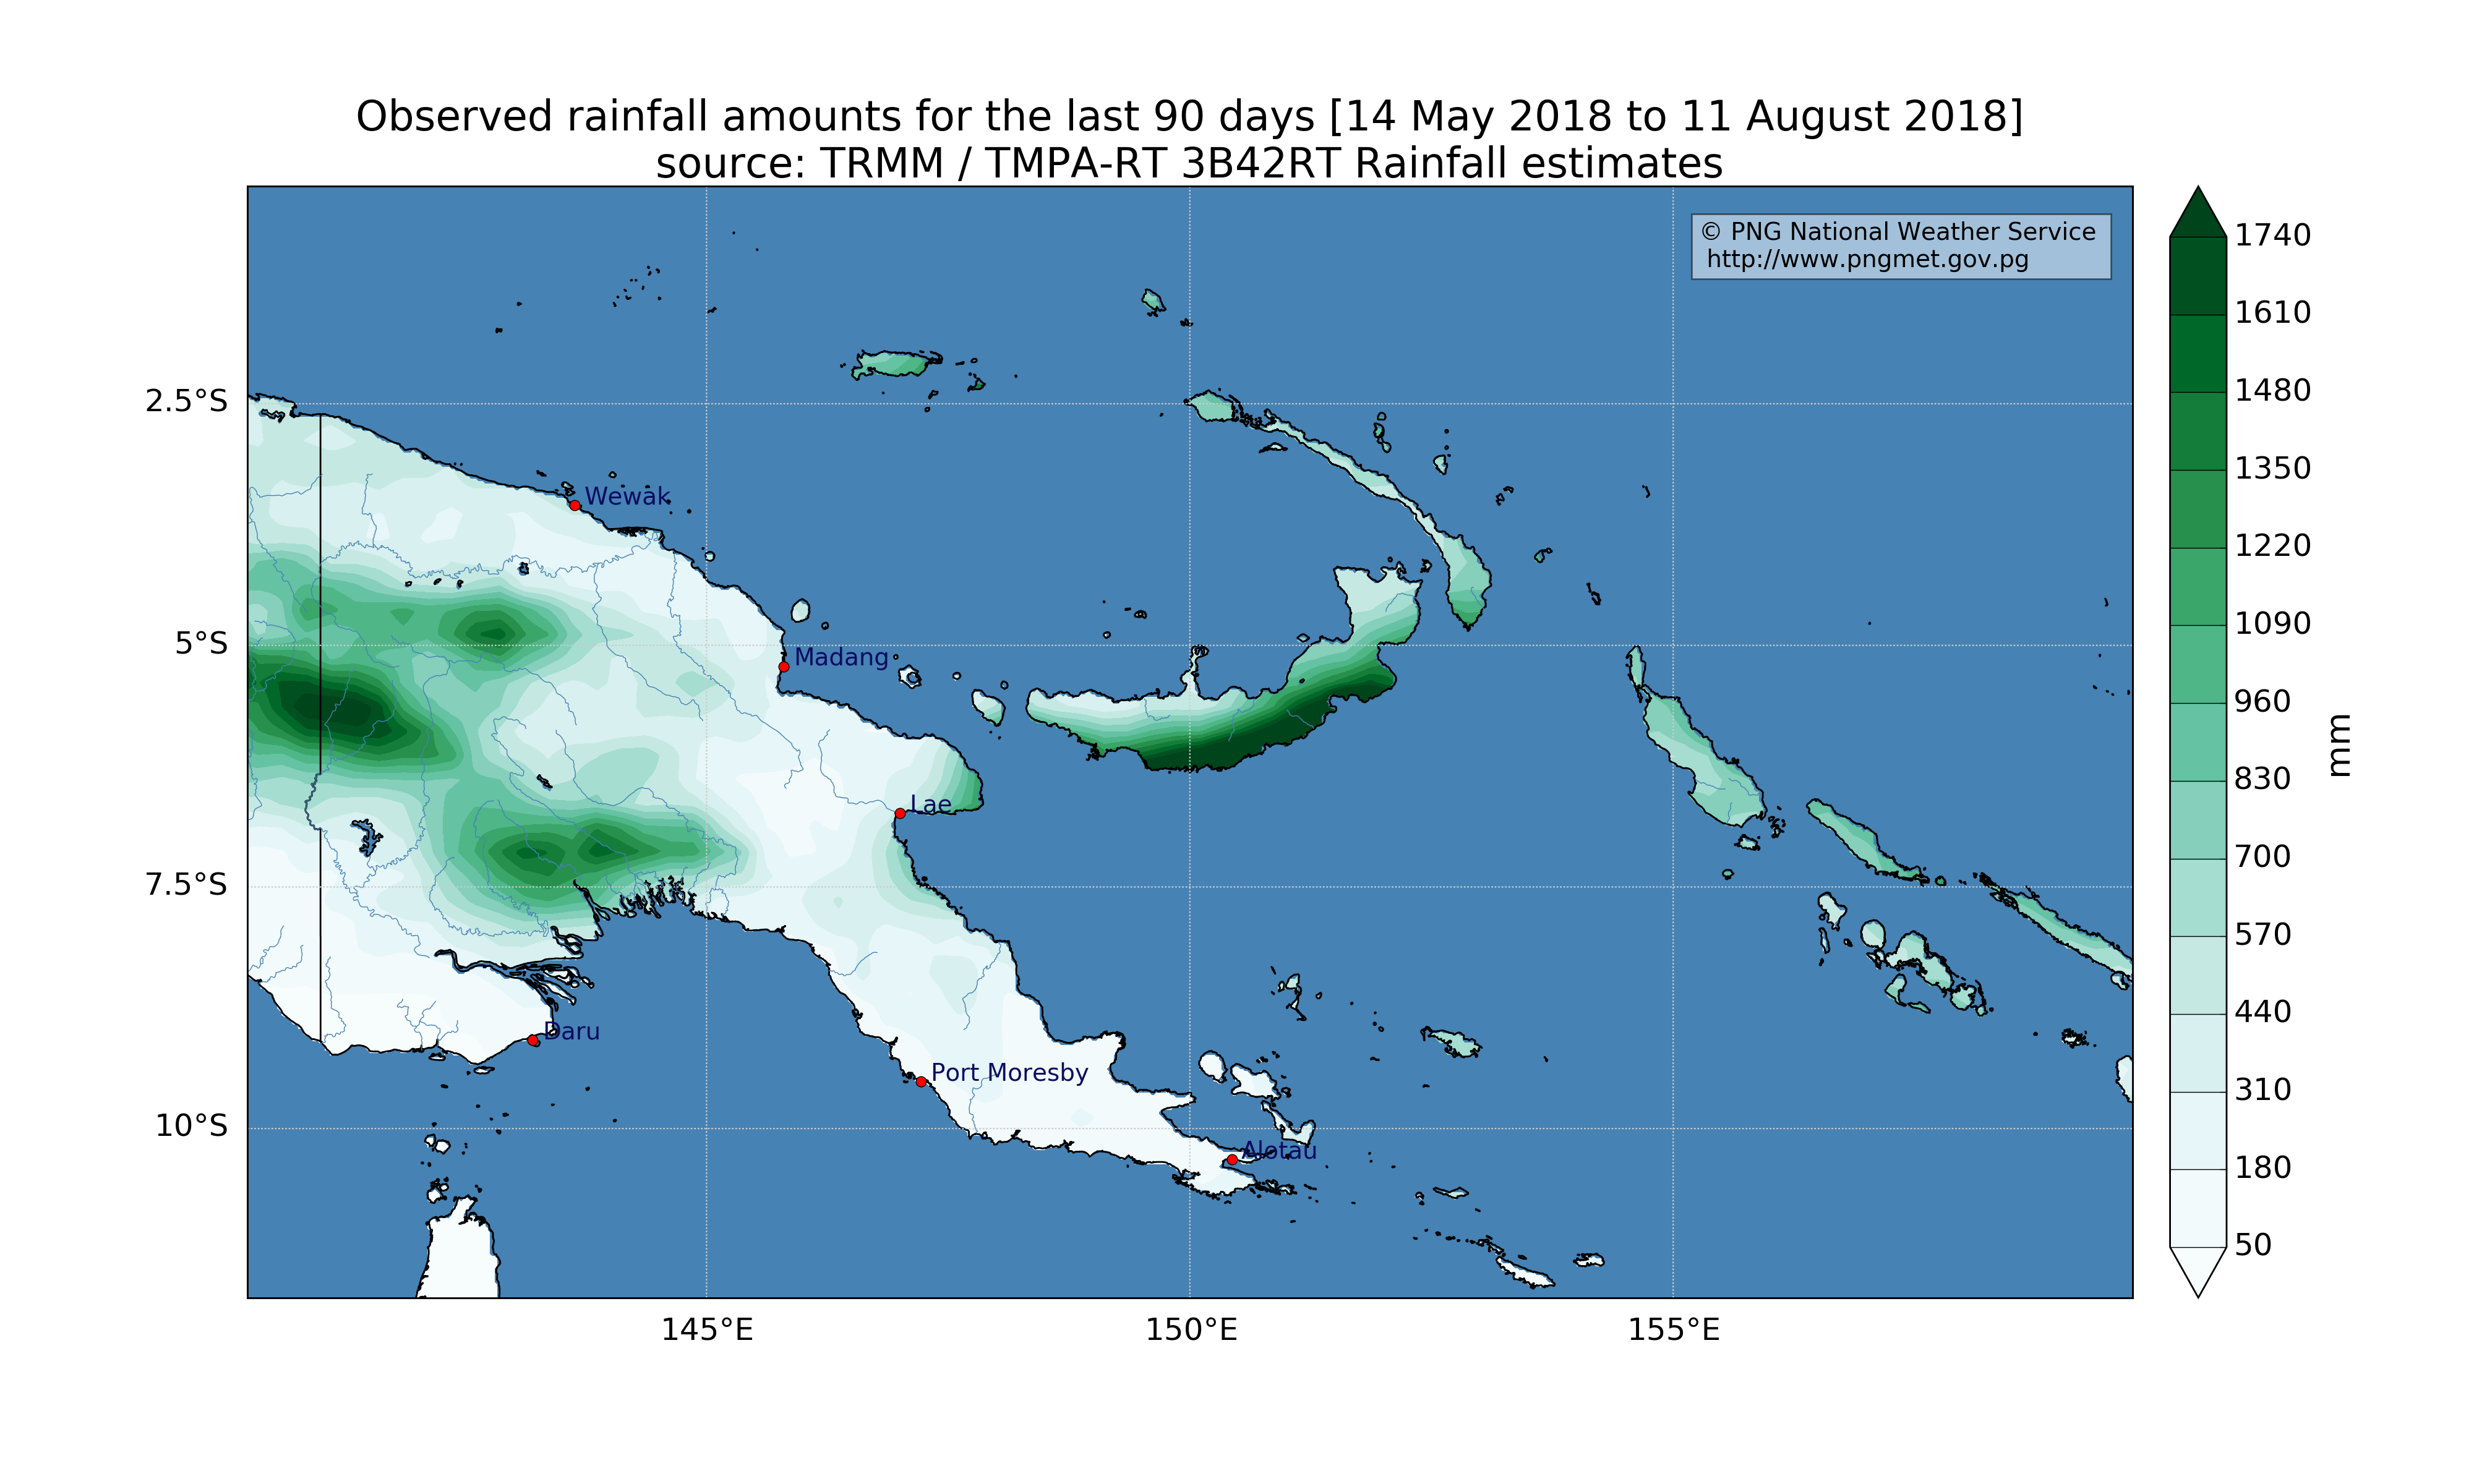 Observed rainfall amounts for the last 90 days [14 May 2018 to 11 August 2018]
source: TRMM / TMPA-RT 3B42RT Rainfall estimates
© PNG National Weather Service
http://www.pngmet.gov.pg
1740
1610
1480
1350
1220
1090
960
830
700
570
440
310
180
50
mm
2.5°S
5°S
7.5°S
10°S
Wewak
Madang
Lae
Daru
Port Moresby
Alotau
145°E
150°E
155°E